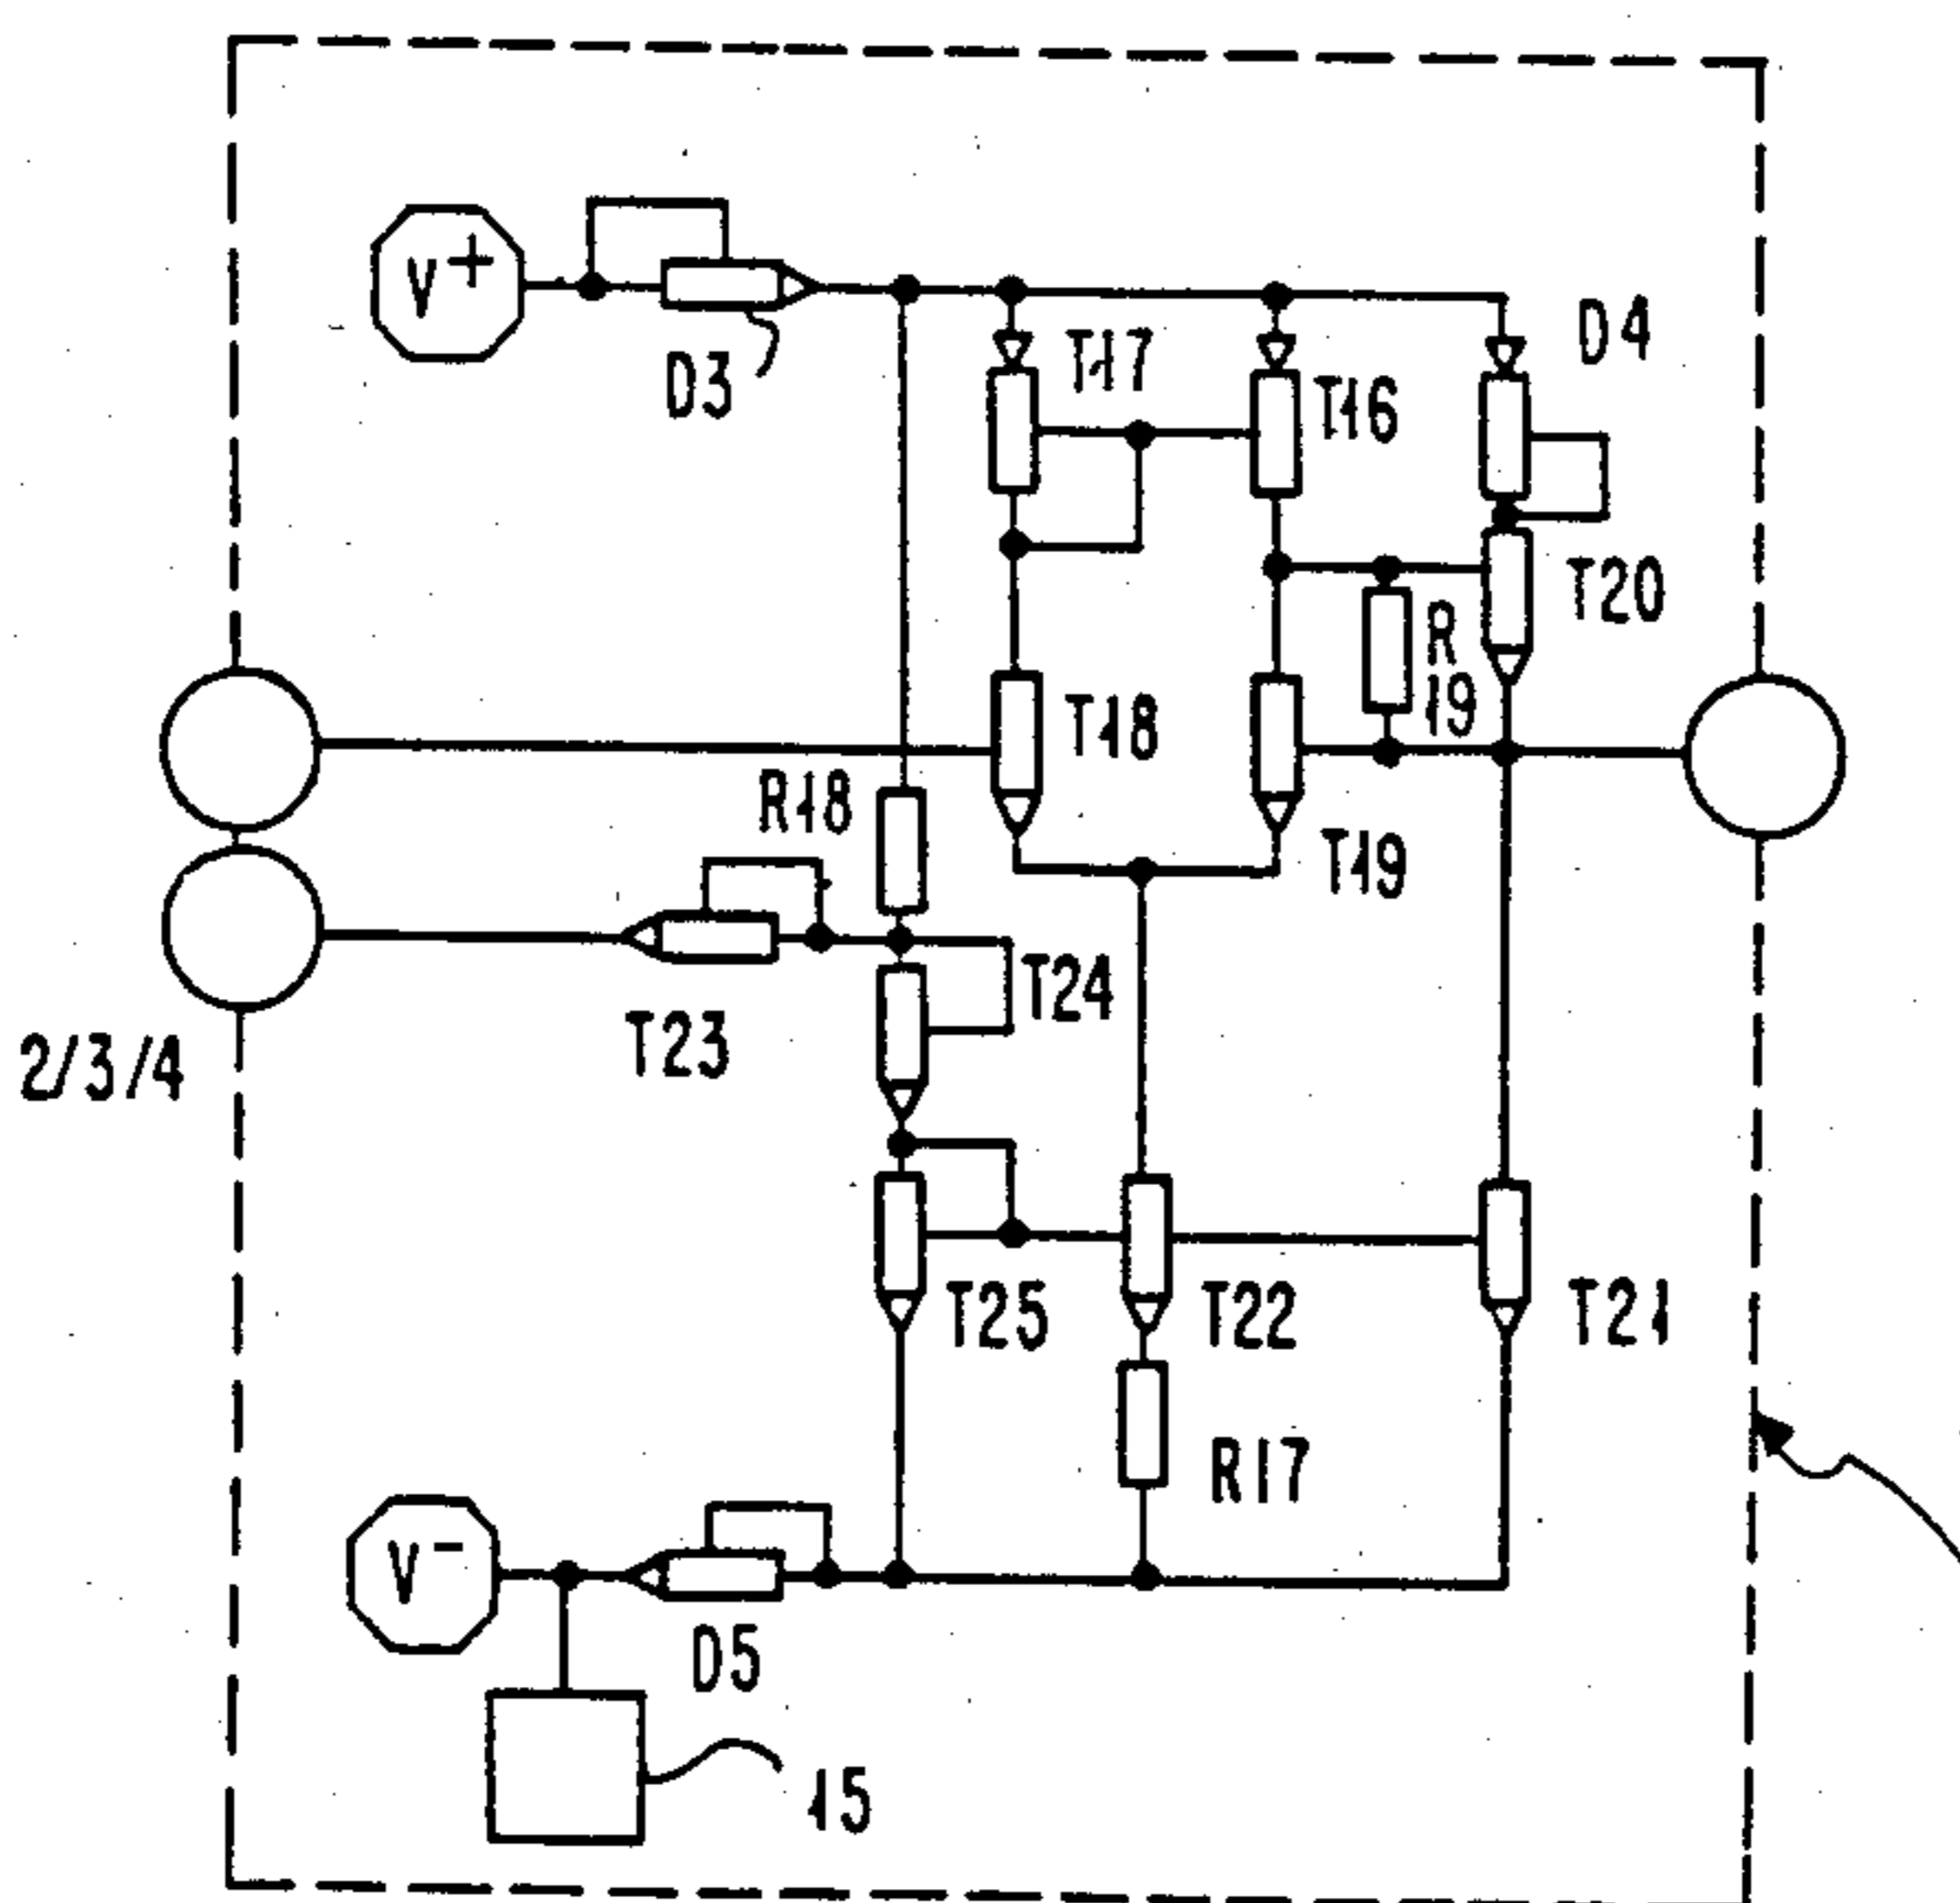 V+
D3
T17
T16
D4
T20
R
19
T18
R18
T19
T24
T23
2/3/4
T25
T22
T21
R17
V-
D5
15